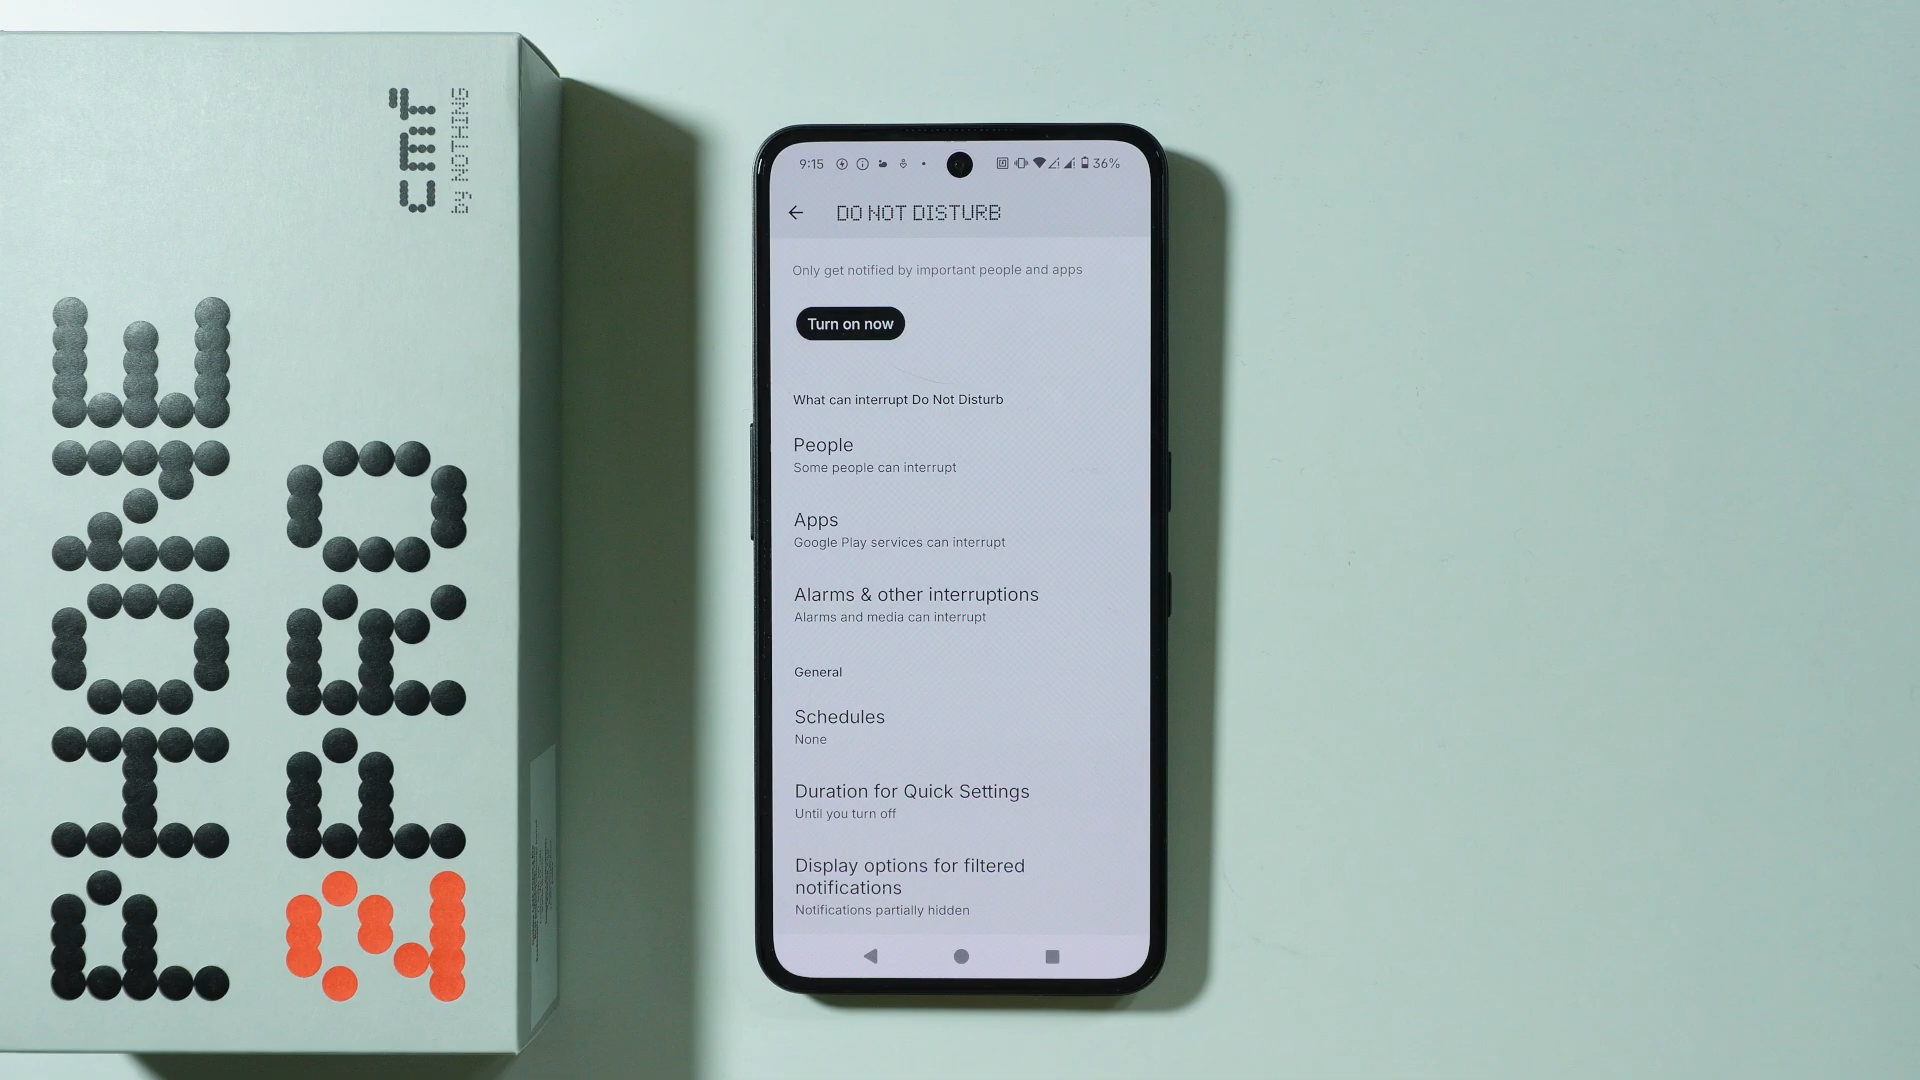 CMF
by NOTHING
PHONE
2 PRO
9:15
36%
DO NOT DISTURB
Only get notified by important people and apps
Turn on now
What can interrupt Do Not Disturb
People
Some people can interrupt
Apps
Google Play services can interrupt
Alarms & other interruptions
Alarms and media can interrupt
General
Schedules
None
Duration for Quick Settings
Until you turn off
Display options for filtered
notifications
Notifications partially hidden